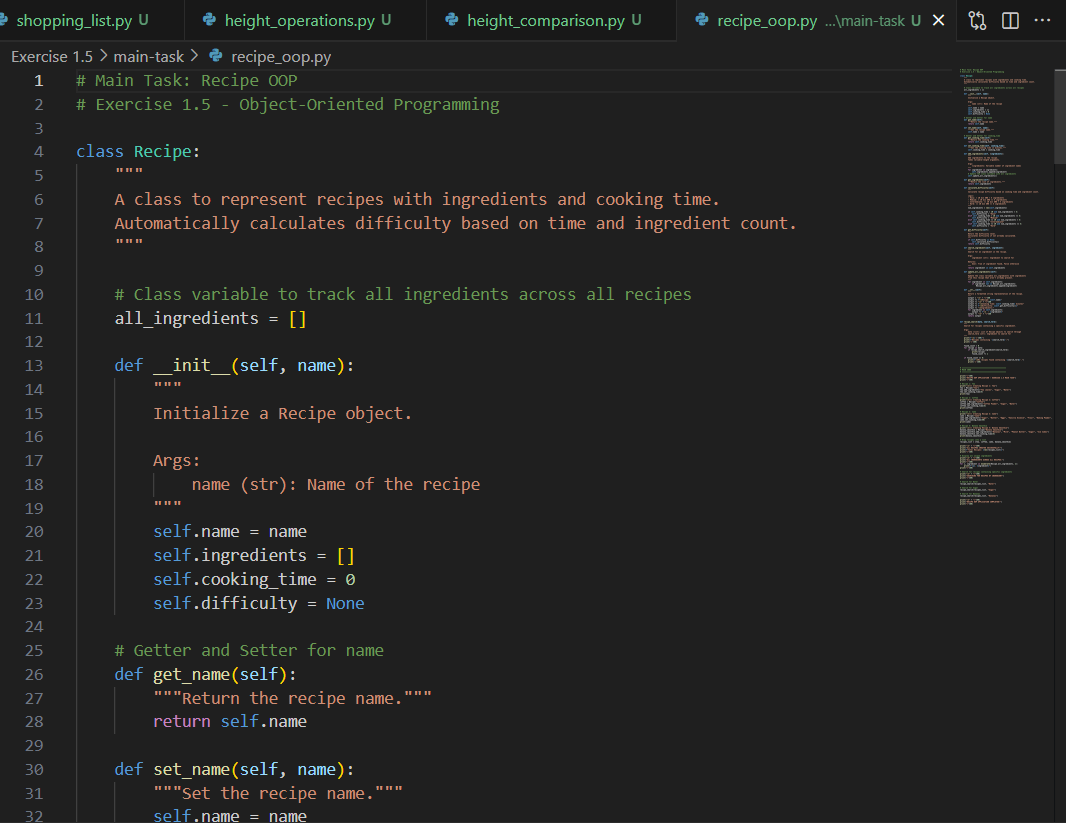 shopping_list.py U
height_operations.py U
height_comparison.py U
recipe_oop.py ...\main-task U
Exercise 1.5 > main-task > recipe_oop.py
1 # Main Task: Recipe OOP
2 # Exercise 1.5 - Object-Oriented Programming
3
4 class Recipe:
5 """
6 A class to represent recipes with ingredients and cooking time.
7 Automatically calculates difficulty based on time and ingredient count.
8 """
9
10 # Class variable to track all ingredients across all recipes
11 all_ingredients = []
12
13 def __init__(self, name):
14 """
15 Initialize a Recipe object.
16
17 Args:
18 name (str): Name of the recipe
19 """
20 self.name = name
21 self.ingredients = []
22 self.cooking_time = 0
23 self.difficulty = None
24
25 # Getter and Setter for name
26 def get_name(self):
27 """Return the recipe name."""
28 return self.name
29
30 def set_name(self, name):
31 """Set the recipe name."""
32 self.name = name